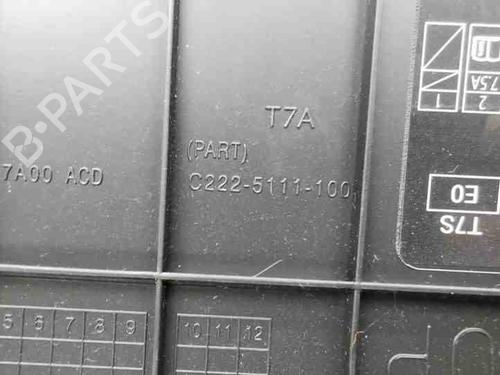 T7A
(PART)
7A00 ACD
C222-5111-100
1
2
7.5A
E0
T7S
5 6 7 8 9
10 11 12
B-PARTS